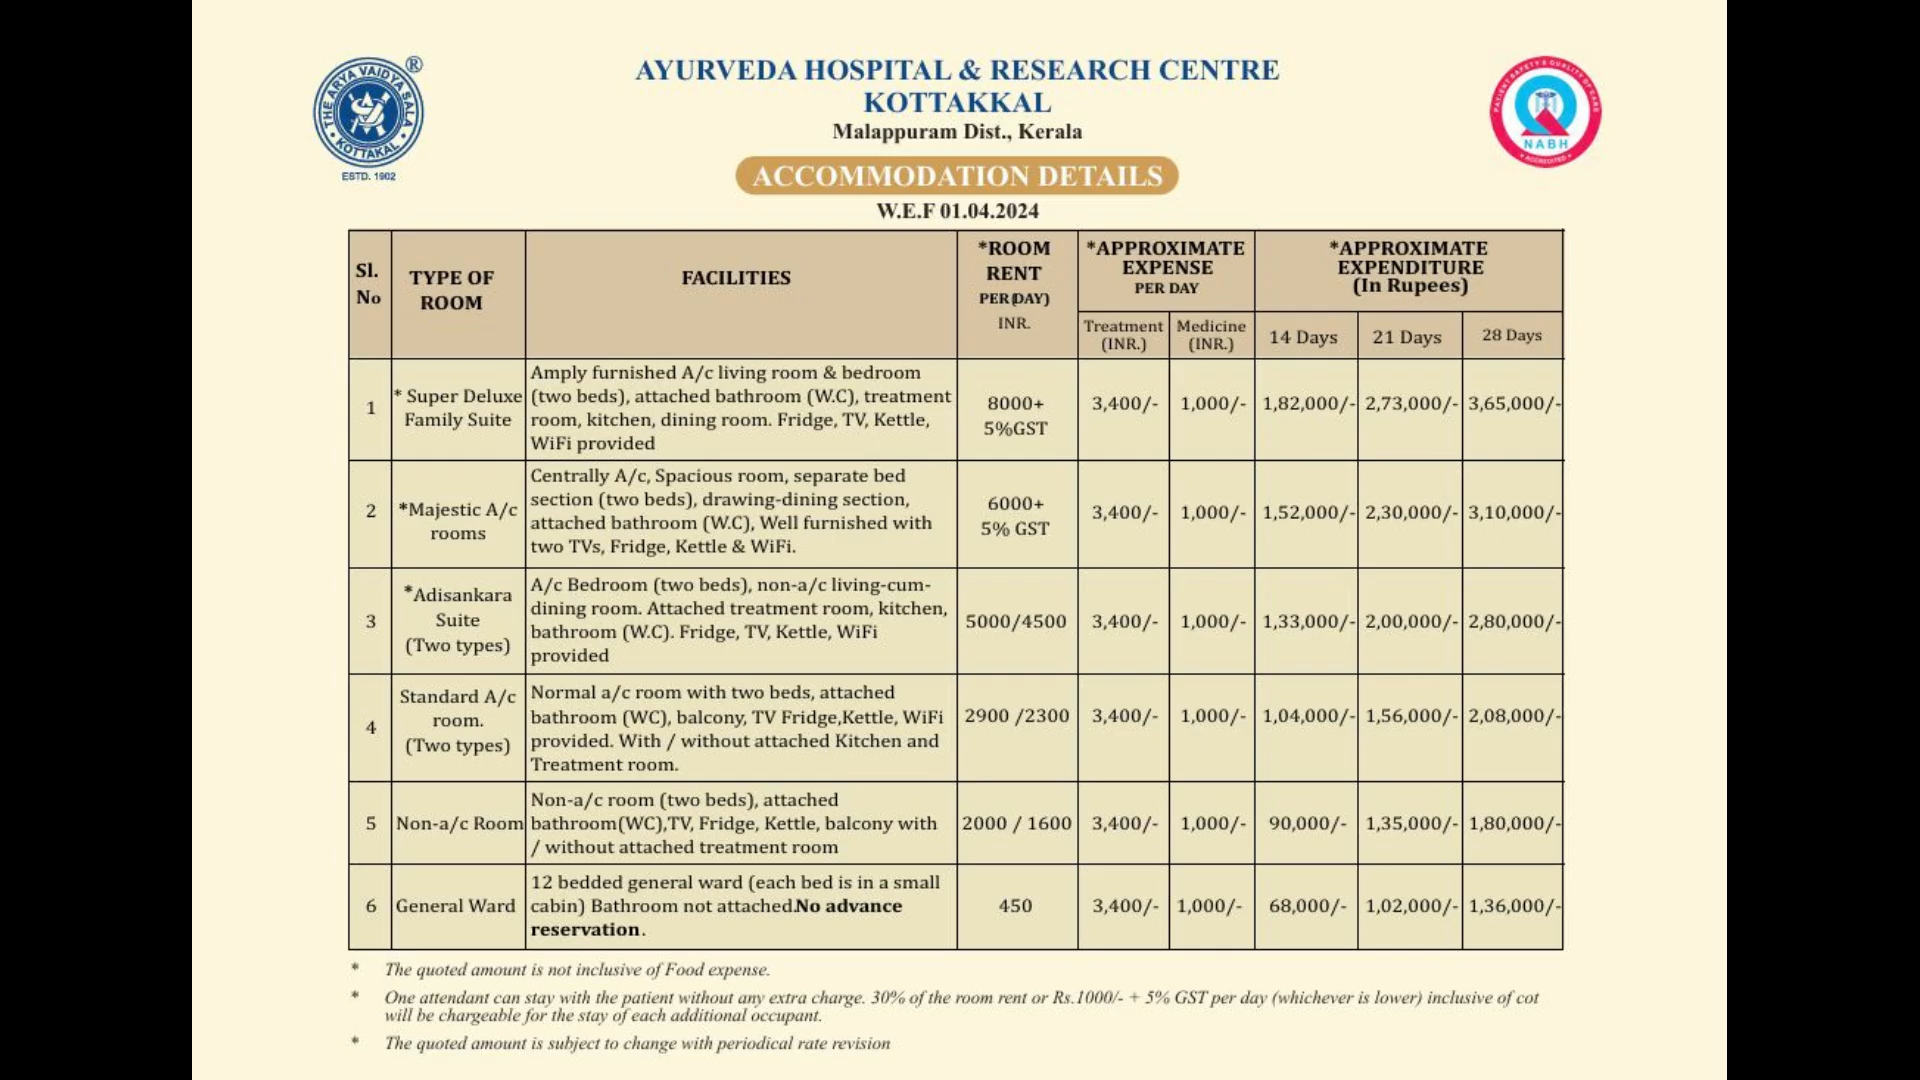 THE ARYA VAIDYA SALA
KOTTAKAL
®
ESTD. 1902
AYURVEDA HOSPITAL & RESEARCH CENTRE
KOTTAKKAL
Malappuram Dist., Kerala
PATIENT SAFETY & QUALITY OF CARE
NABH
ACCREDITED
ACCOMMODATION DETAILS
W.E.F 01.04.2024
Sl.
No
TYPE OF
ROOM
FACILITIES
*ROOM
RENT
PER(DAY)
INR.
*APPROXIMATE
EXPENSE
PER DAY
*APPROXIMATE
EXPENDITURE
(In Rupees)
Treatment
(INR.)
Medicine
(INR.)
14 Days
21 Days
28 Days
1
* Super Deluxe
Family Suite
Amply furnished A/c living room & bedroom
(two beds), attached bathroom (W.C), treatment
room, kitchen, dining room. Fridge, TV, Kettle,
WiFi provided
8000+
5%GST
3,400/-
1,000/-
1,82,000/-
2,73,000/-
3,65,000/-
2
*Majestic A/c
rooms
Centrally A/c, Spacious room, separate bed
section (two beds), drawing-dining section,
attached bathroom (W.C), Well furnished with
two TVs, Fridge, Kettle & WiFi.
6000+
5% GST
3,400/-
1,000/-
1,52,000/-
2,30,000/-
3,10,000/-
3
*Adisankara
Suite
(Two types)
A/c Bedroom (two beds), non-a/c living-cum-
dining room. Attached treatment room, kitchen,
bathroom (W.C). Fridge, TV, Kettle, WiFi
provided
5000/4500
3,400/-
1,000/-
1,33,000/-
2,00,000/-
2,80,000/-
4
Standard A/c
room.
(Two types)
Normal a/c room with two beds, attached
bathroom (WC), balcony, TV Fridge,Kettle, WiFi
provided. With / without attached Kitchen and
Treatment room.
2900 /2300
3,400/-
1,000/-
1,04,000/-
1,56,000/-
2,08,000/-
5
Non-a/c Room
Non-a/c room (two beds), attached
bathroom(WC),TV, Fridge, Kettle, balcony with
/ without attached treatment room
2000 / 1600
3,400/-
1,000/-
90,000/-
1,35,000/-
1,80,000/-
6
General Ward
12 bedded general ward (each bed is in a small
cabin) Bathroom not attached.No advance
reservation.
450
3,400/-
1,000/-
68,000/-
1,02,000/-
1,36,000/-
* The quoted amount is not inclusive of Food expense.
* One attendant can stay with the patient without any extra charge. 30% of the room rent or Rs.1000/- + 5% GST per day (whichever is lower) inclusive of cot
will be chargeable for the stay of each additional occupant.
* The quoted amount is subject to change with periodical rate revision